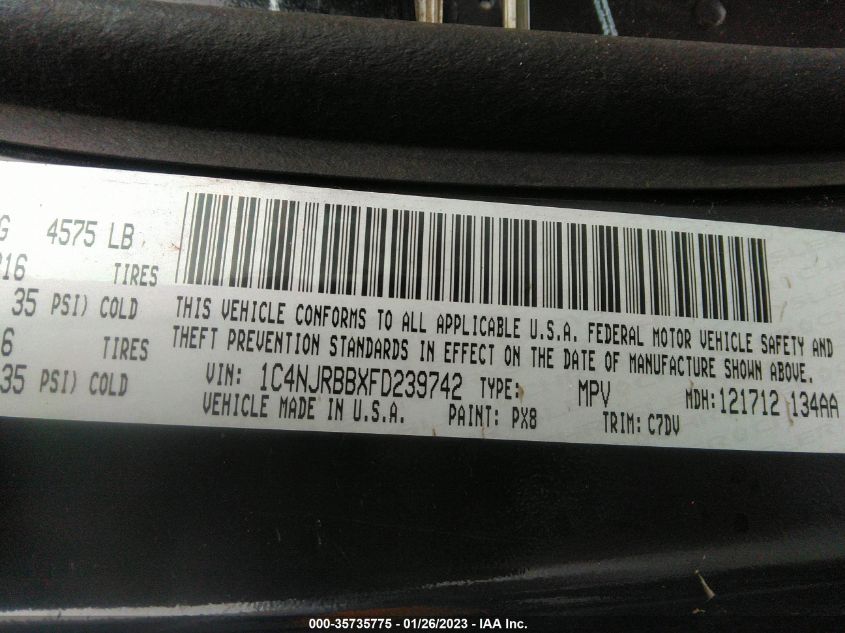 G 4575 LB
16 TIRES
35 PSI) COLD
6 TIRES
35 PSI) COLD
THIS VEHICLE CONFORMS TO ALL APPLICABLE U.S.A. FEDERAL MOTOR VEHICLE SAFETY AND
THEFT PREVENTION STANDARDS IN EFFECT ON THE DATE OF MANUFACTURE SHOWN ABOVE.
VIN: 1C4NJRBBXFD239742 TYPE: MPV MDH:121712 134AA
VEHICLE MADE IN U.S.A. PAINT: PX8 TRIM: C7DV
000-35735775 - 01/26/2023 - IAA Inc.